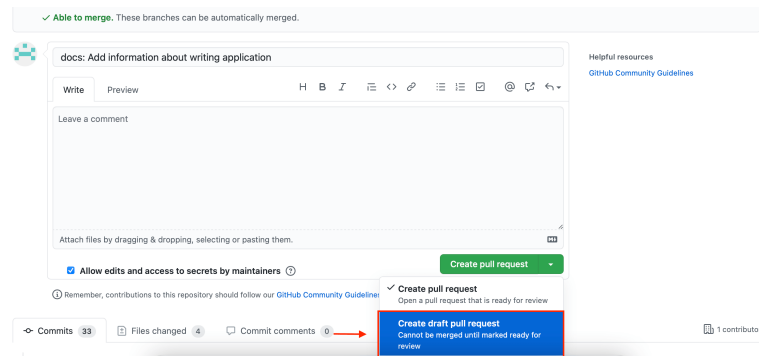 ✓ Able to merge. These branches can be automatically merged.
docs: Add information about writing application
Helpful resources
GitHub Community Guidelines
Write Preview
Leave a comment
Attach files by dragging & dropping, selecting or pasting them.
Allow edits and access to secrets by maintainers
Create pull request
Remember, contributions to this repository should follow our GitHub Community Guidelines
✓ Create pull request
Open a pull request that is ready for review
Create draft pull request
Cannot be merged until marked ready for
review
Commits 33 Files changed 4 Commit comments 0
1 contributo